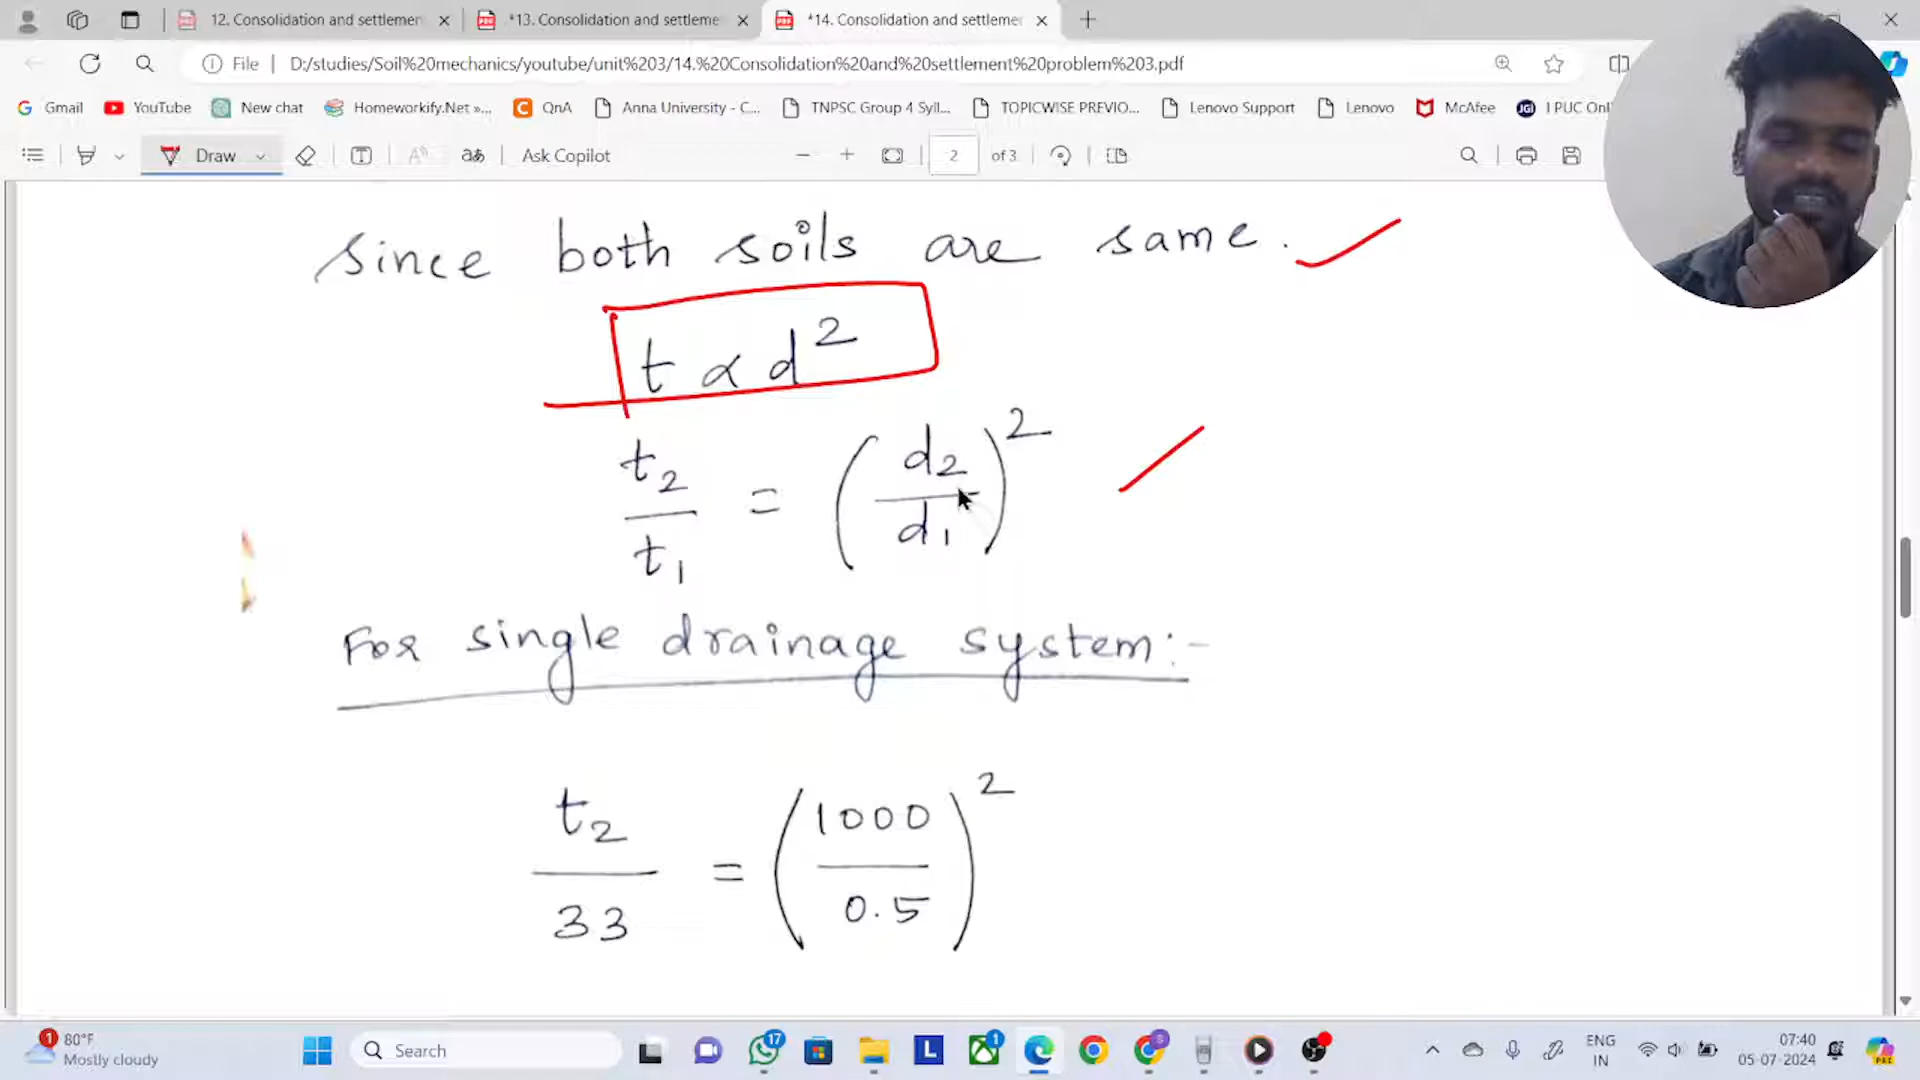 12. Consolidation and settlemen
*13. Consolidation and settleme
*14. Consolidation and settleme
File | D:/studies/Soil%20mechanics/youtube/unit%203/14.%20Consolidation%20and%20settlement%20problem%203.pdf
Gmail YouTube New chat Homeworkify.Net »... QnA Anna University - C... TNPSC Group 4 Syll... TOPICWISE PREVIO... Lenovo Support Lenovo McAfee I PUC Onl
Draw Ask Copilot 2 of 3
since both soils are same.
t ∝ d^2
t2/t1 = (d2/d1)^2
For single drainage system:-
t2/33 = (1000/0.5)^2
80°F
Mostly cloudy
Search
17
1
ENG
IN
07:40
05-07-2024